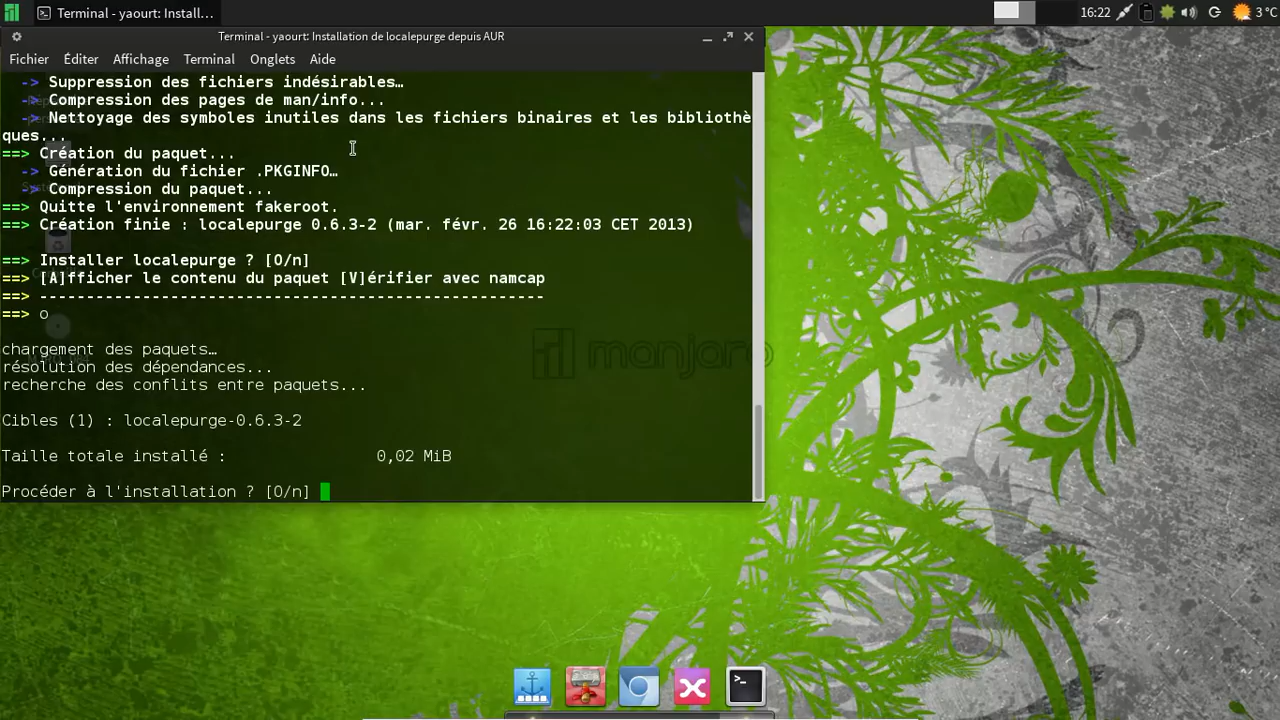 Terminal - yaourt: Install...
16:22
3 °C
Terminal - yaourt: Installation de localepurge depuis AUR
Fichier Éditer Affichage Terminal Onglets Aide
-> Suppression des fichiers indésirables…
-> Compression des pages de man/info...
-> Nettoyage des symboles inutiles dans les fichiers binaires et les bibliothè
ques...
==> Création du paquet...
-> Génération du fichier .PKGINFO…
-> Compression du paquet...
==> Quitte l'environnement fakeroot.
==> Création finie : localepurge 0.6.3-2 (mar. févr. 26 16:22:03 CET 2013)
==> Installer localepurge ? [O/n]
==> [A]fficher le contenu du paquet [V]érifier avec namcap
==> ------------------------------------------------------
==> o
manjaro
chargement des paquets…
résolution des dépendances...
recherche des conflits entre paquets...
Cibles (1) : localepurge-0.6.3-2
Taille totale installé : 0,02 MiB
Procéder à l'installation ? [O/n]